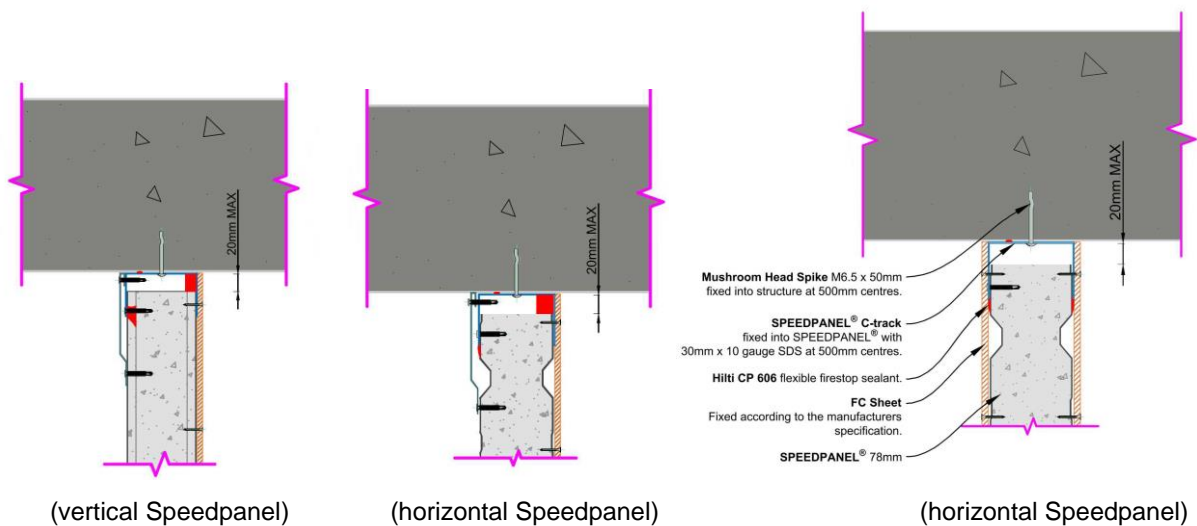 20mm MAX
20mm MAX
20mm MAX
Mushroom Head Spike M6.5 x 50mm
fixed into structure at 500mm centres.
SPEEDPANEL® C-track
fixed into SPEEDPANEL® with
30mm x 10 gauge SDS at 500mm centres.
Hilti CP 606 flexible firestop sealant.
FC Sheet
Fixed according to the manufacturers
specification.
SPEEDPANEL® 78mm
(vertical Speedpanel)
(horizontal Speedpanel)
(horizontal Speedpanel)